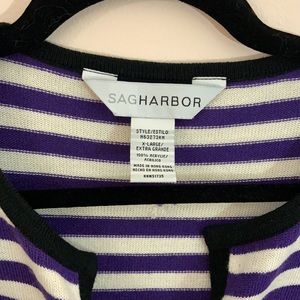 SAGHARBOR
STYLE/ESTILO
X-LARGE/
EXTRA GRANDE
100% ACRYLIC/
ACRILICO
MADE IN HONG KONG
HECHO EN HONG KONG